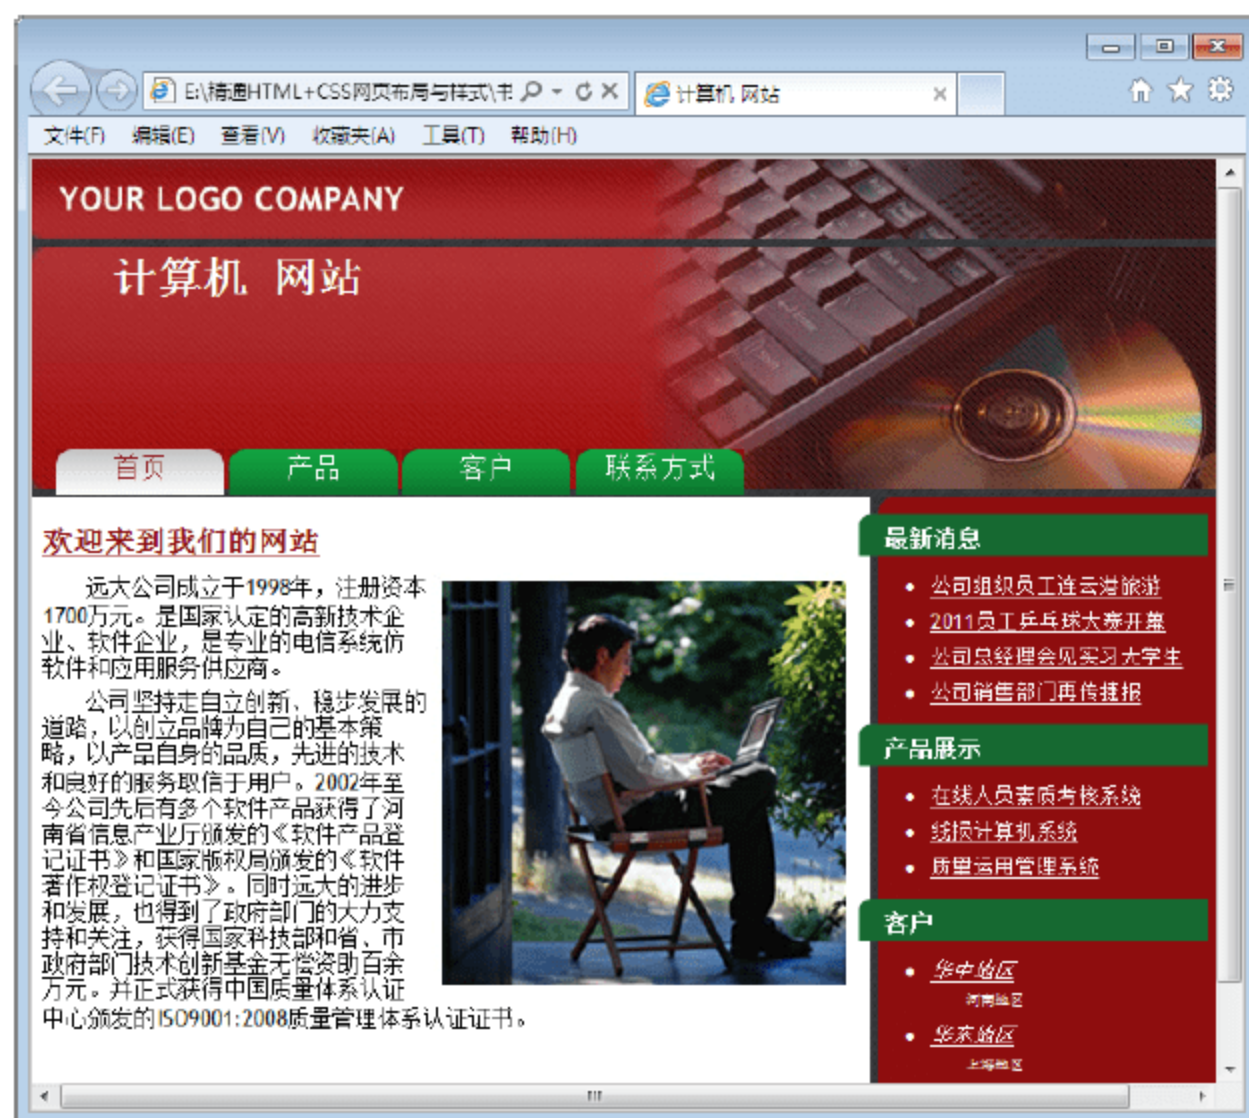 E:\精通HTML+CSS网页布局与样式\书
计算机 网站
文件(F) 编辑(E) 查看(V) 收藏夹(A) 工具(T) 帮助(H)
YOUR LOGO COMPANY
计算机 网站
首页 产品 客户 联系方式
欢迎来到我们的网站
远大公司成立于1998年，注册资本
1700万元。是国家认定的高新技术企
业、软件企业，是专业的电信系统仿
软件和应用服务供应商。
公司坚持走自立创新、稳步发展的
道路，以创立品牌为自己的基本策
略，以产品自身的品质，先进的技术
和良好的服务取信于用户。2002年至
今公司先后有多个软件产品获得了河
南省信息产业厅颁发的《软件产品登
记证书》和国家版权局颁发的《软件
著作权登记证书》。同时远大的进步
和发展，也得到了政府部门的大力支
持和关注，获得国家科技部和省、市
政府部门技术创新基金无偿资助百余
万元。并正式获得中国质量体系认证
中心颁发的ISO9001:2008质量管理体系认证证书。
最新消息
公司组织员工连云港旅游
2011员工乒乓球大赛开幕
公司总经理会见实习大学生
公司销售部门再传捷报
产品展示
在线人员素质考核系统
线损计算机系统
质量运用管理系统
客户
华中地区
河南地区
华东地区
上海地区